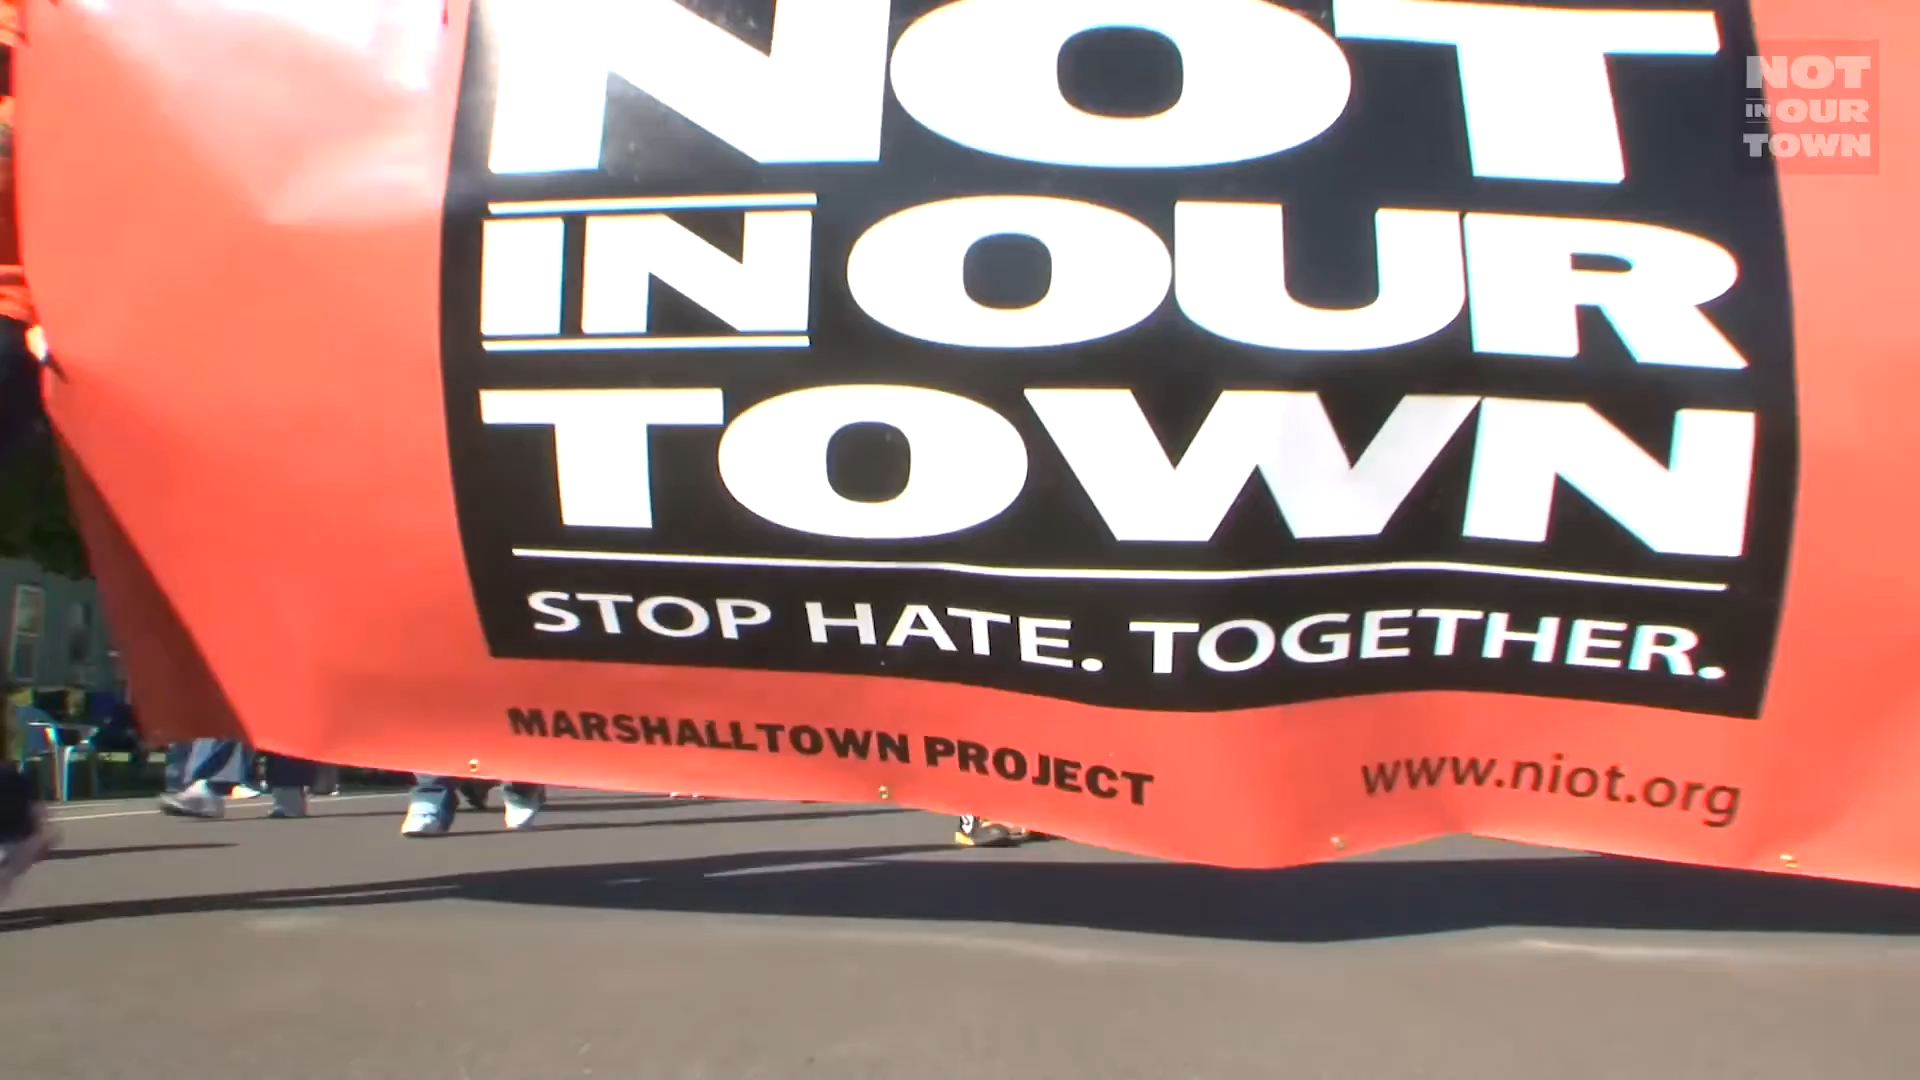 NOT
IN OUR
TOWN
STOP HATE. TOGETHER.
MARSHALLTOWN PROJECT
www.niot.org
NOT
IN OUR
TOWN